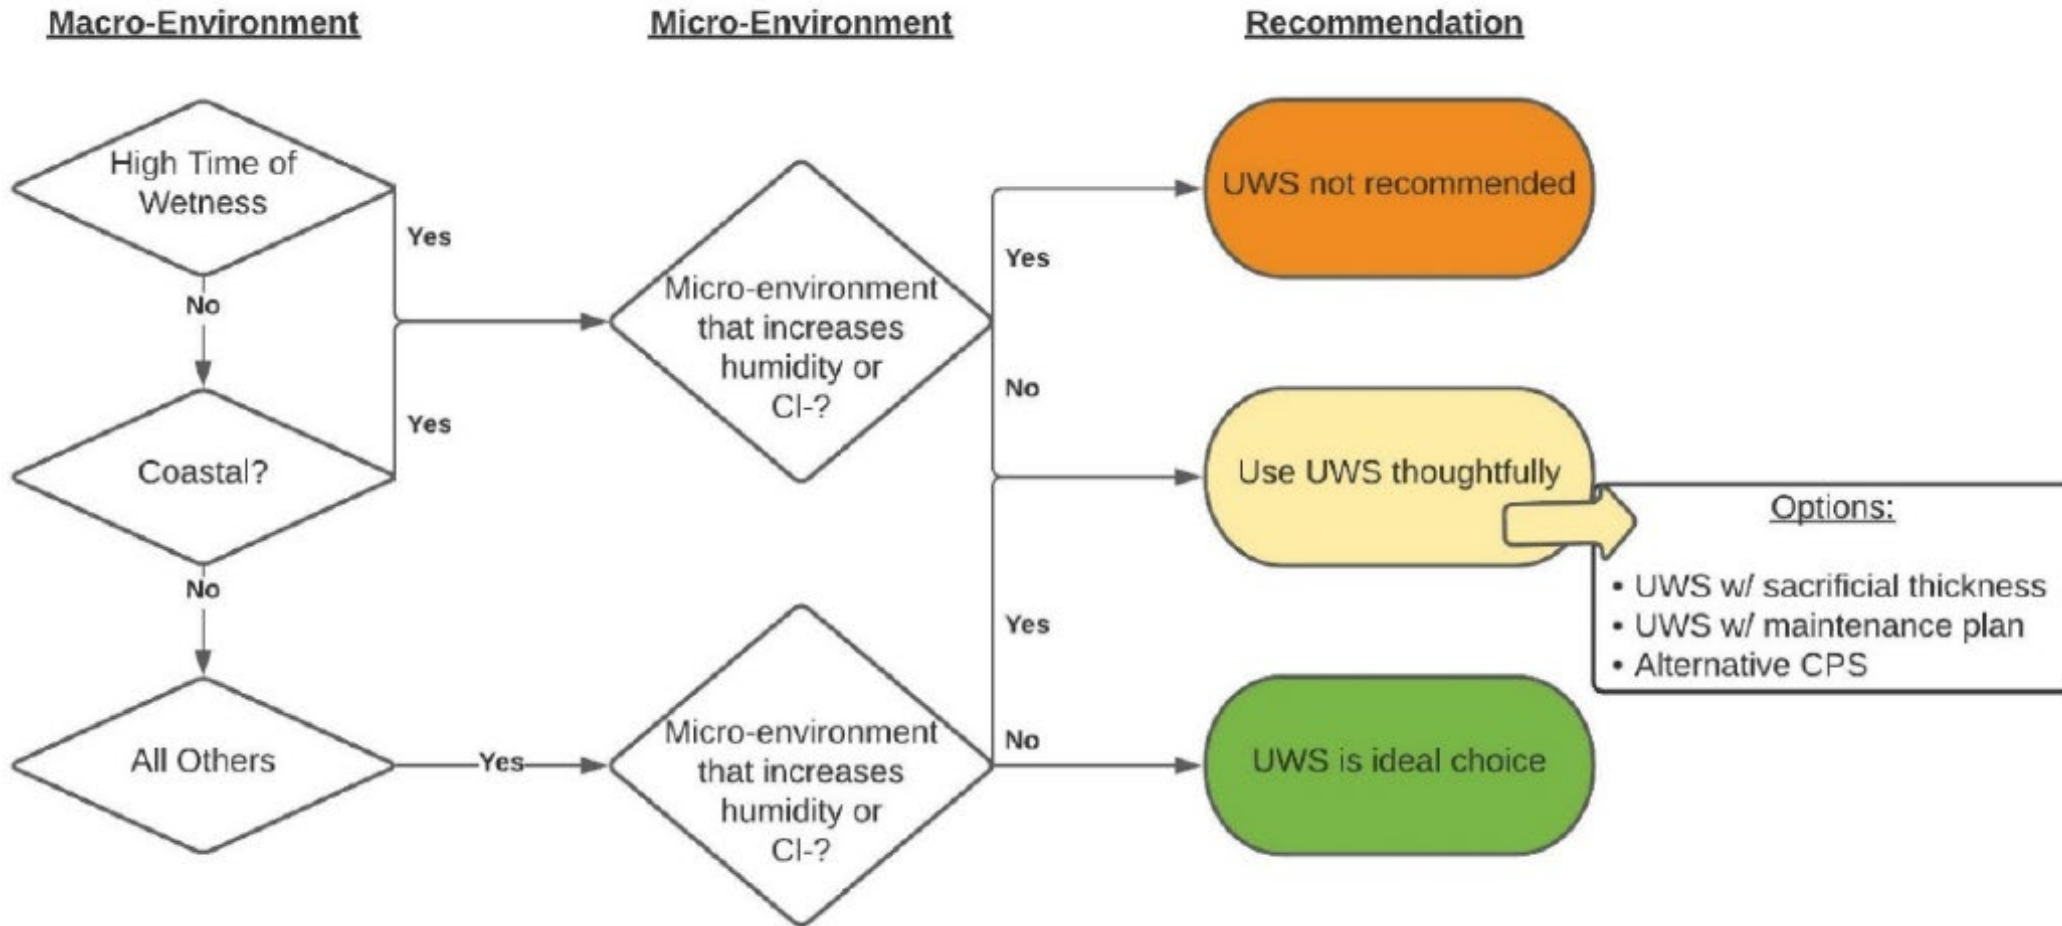 Macro-Environment
Micro-Environment
Recommendation
High Time of
Wetness
Yes
No
Coastal?
Yes
No
All Others
Yes
Micro-environment
that increases
humidity or
Cl-?
Yes
No
Micro-environment
that increases
humidity or
Cl-?
Yes
No
UWS not recommended
Use UWS thoughtfully
Options:
• UWS w/ sacrificial thickness
• UWS w/ maintenance plan
• Alternative CPS
UWS is ideal choice